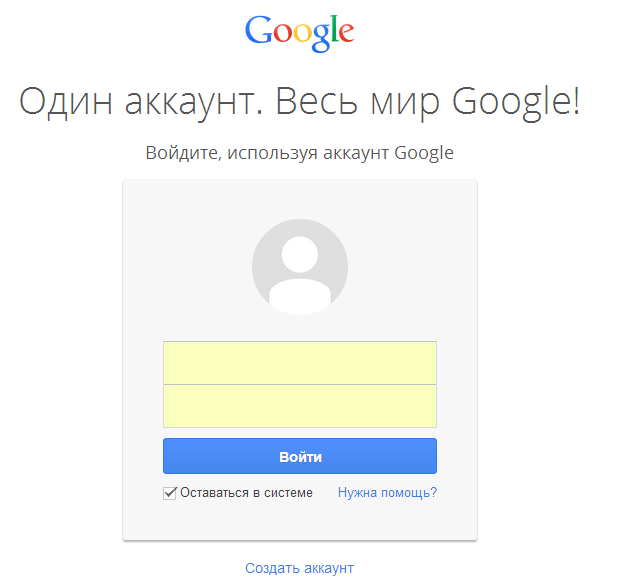 Google
Один аккаунт. Весь мир Google!
Войдите, используя аккаунт Google
Войти
Оставаться в системе Нужна помощь?
Создать аккаунт